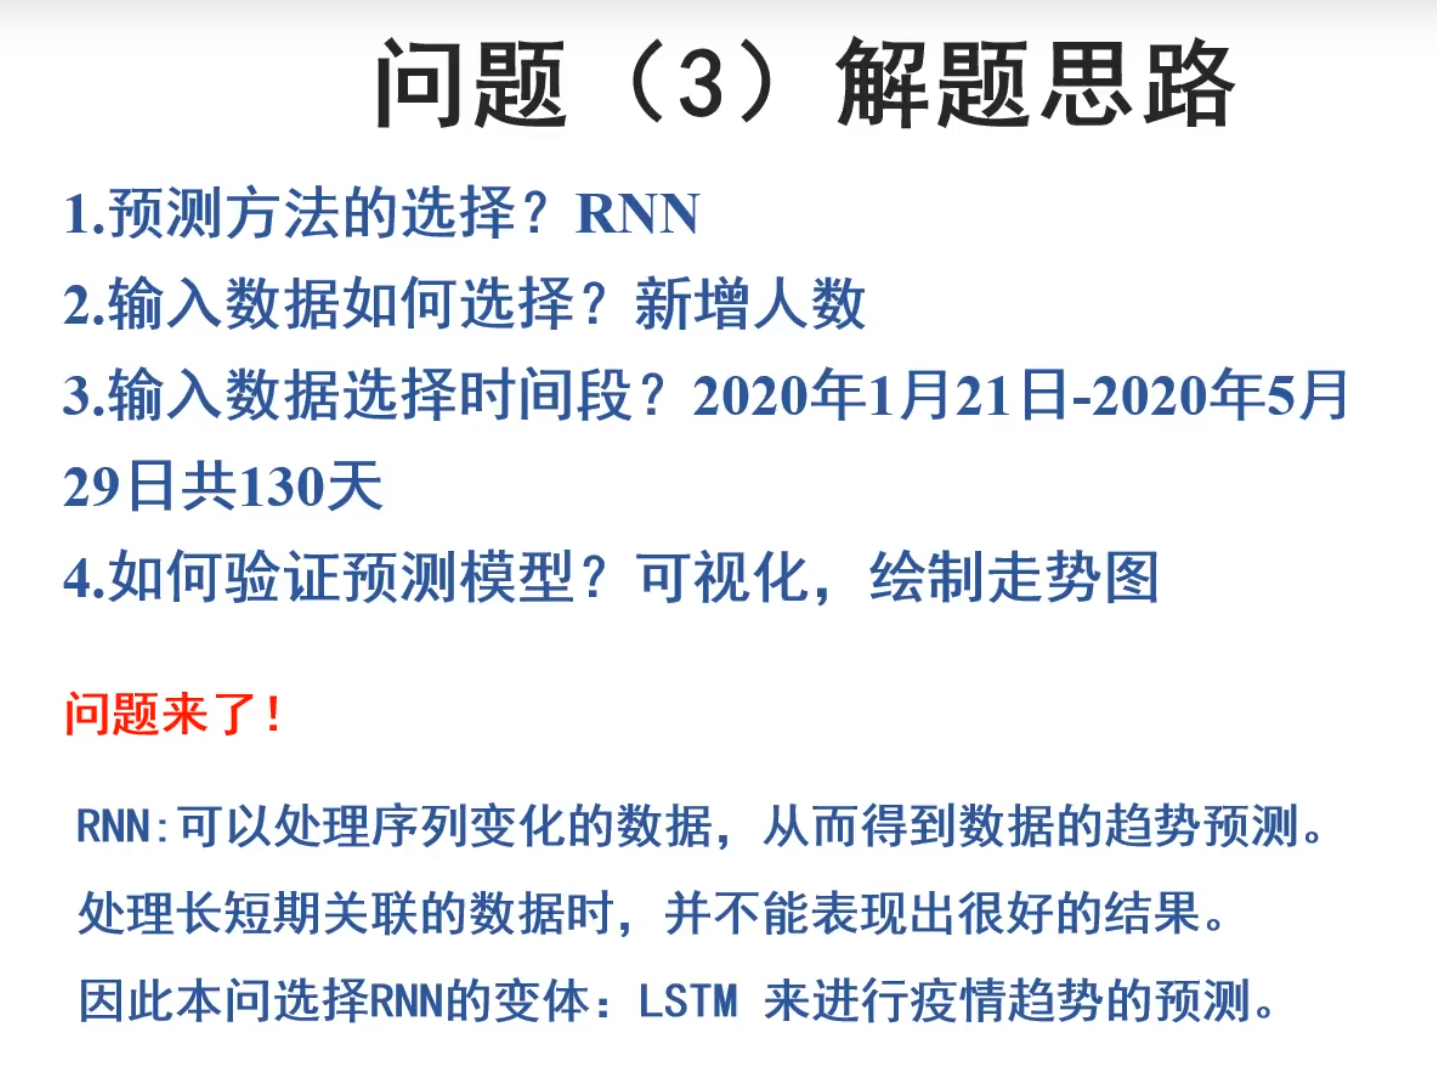 问题（3）解题思路
1.预测方法的选择？RNN
2.输入数据如何选择？新增人数
3.输入数据选择时间段？2020年1月21日-2020年5月
29日共130天
4.如何验证预测模型？可视化，绘制走势图
问题来了！
RNN:可以处理序列变化的数据，从而得到数据的趋势预测。
处理长短期关联的数据时，并不能表现出很好的结果。
因此本问选择RNN的变体：LSTM 来进行疫情趋势的预测。